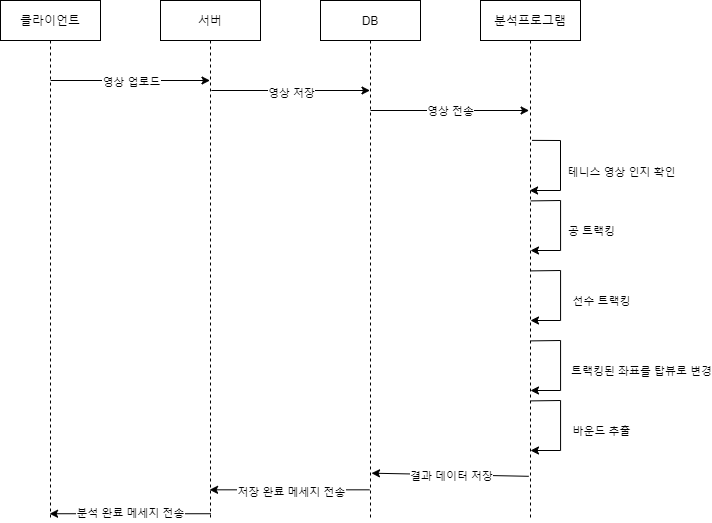 클라이언트
서버
DB
분석프로그램
영상 업로드
영상 저장
영상 전송
테니스 영상 인지 확인
공 트랙킹
선수 트랙킹
트랙킹된 좌표를 탑뷰로 변경
바운드 추출
결과 데이터 저장
저장 완료 메세지 전송
분석 완료 메세지 전송